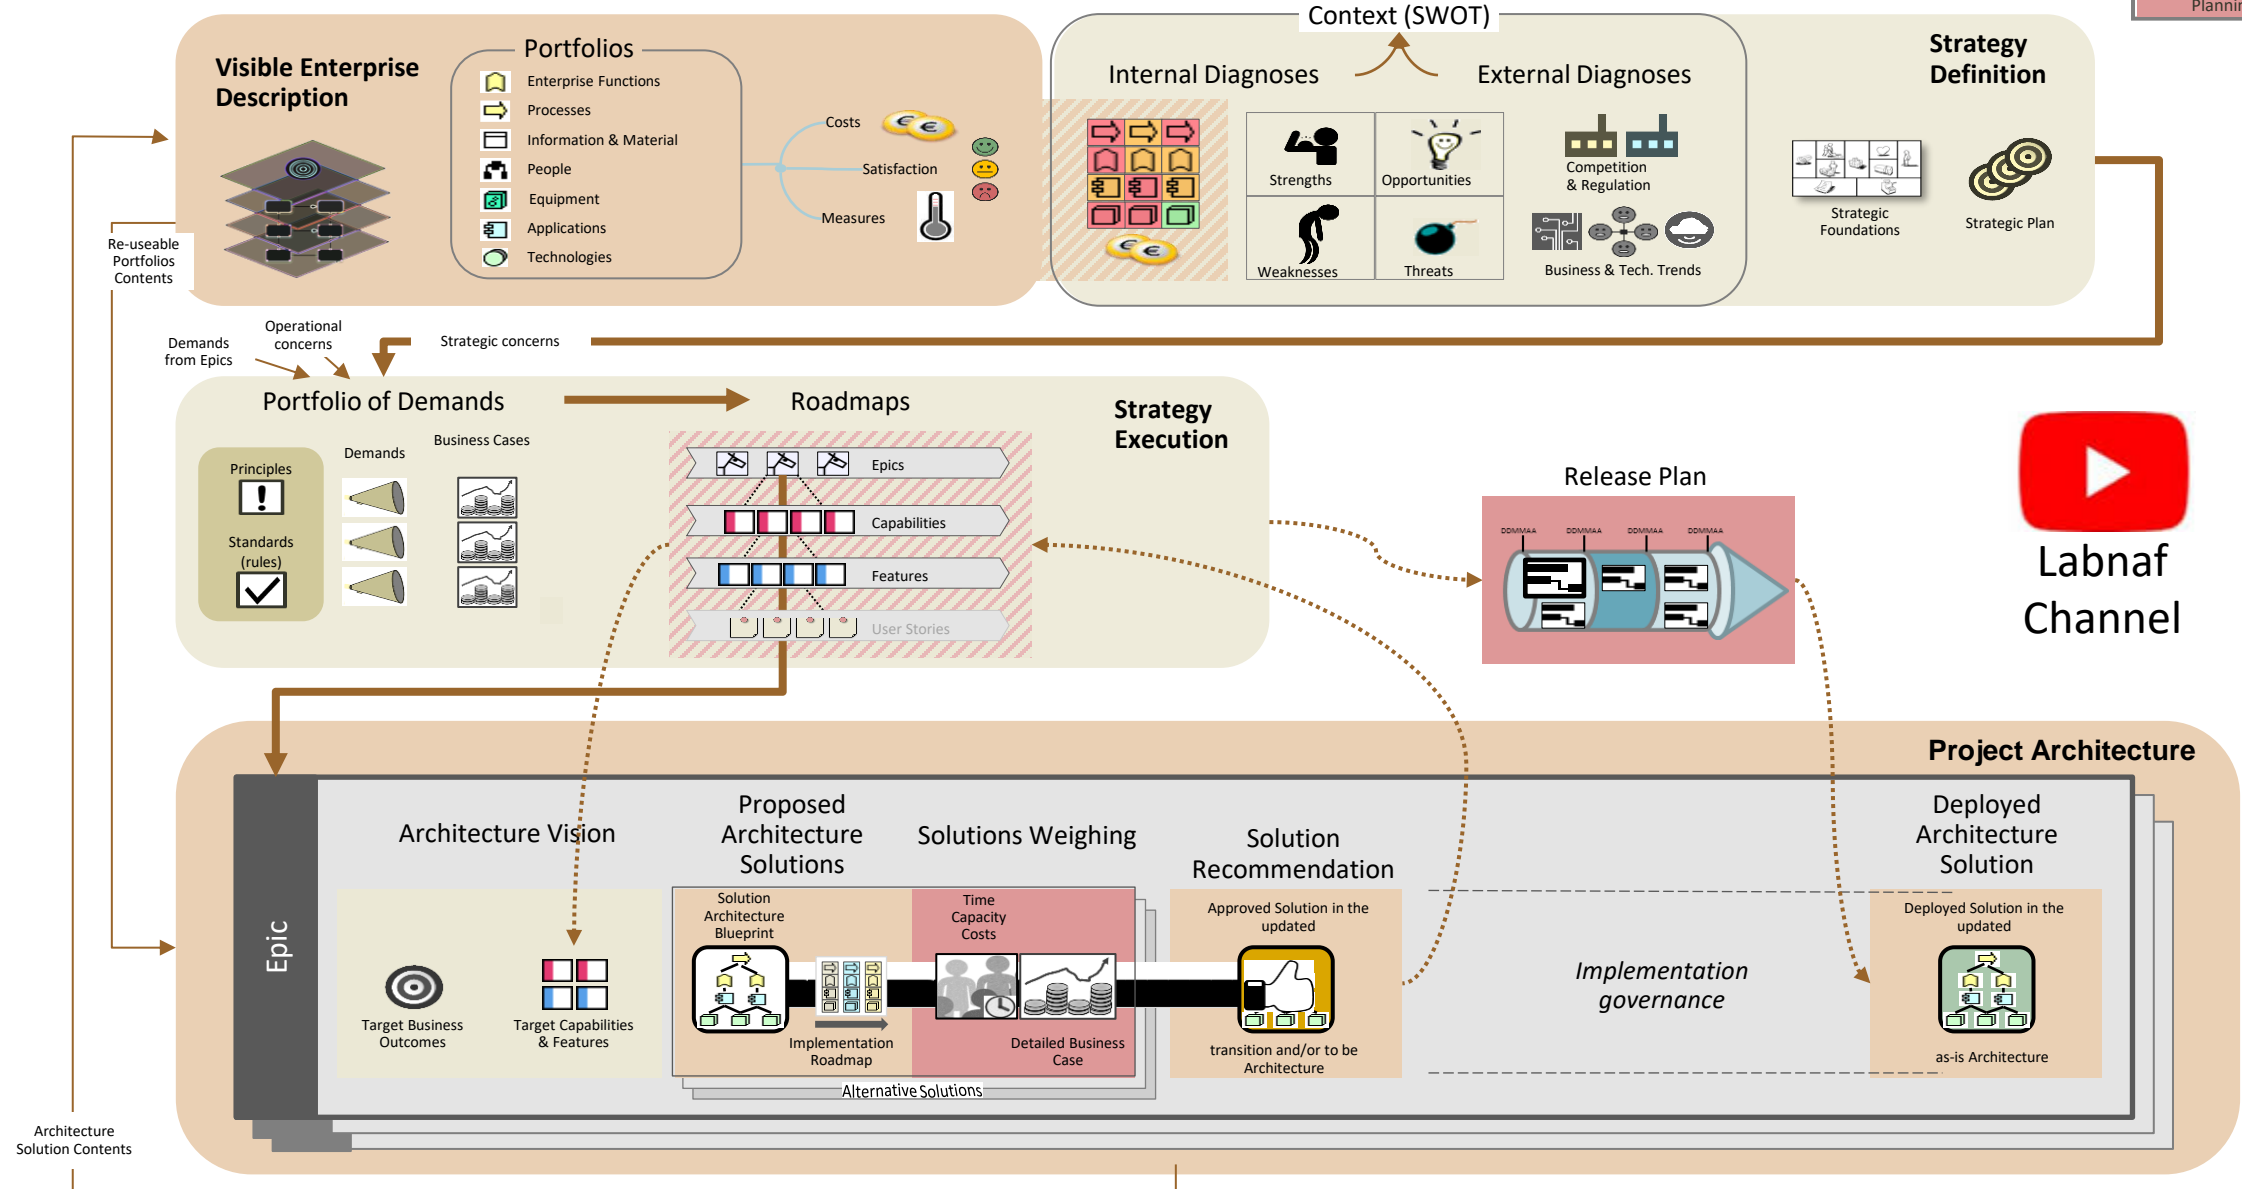 Plannin
Context (SWOT)
Visible Enterprise
Description
Portfolios
Enterprise Functions
Processes
Information & Material
People
Equipment
Applications
Technologies
Costs
Satisfaction
Measures
Internal Diagnoses
External Diagnoses
Strengths
Opportunities
Weaknesses
Threats
Competition
& Regulation
Business & Tech. Trends
Strategy
Definition
Strategic
Foundations
Strategic Plan
Re-useable
Portfolios
Contents
Demands
from Epics
Operational
concerns
Strategic concerns
Portfolio of Demands
Roadmaps
Strategy
Execution
Principles
Standards
(rules)
Demands
Business Cases
Epics
Capabilities
Features
User Stories
Release Plan
DDMMAA
DDMMAA
DDMMAA
DDMMAA
Labnaf
Channel
Project Architecture
Epic
Architecture Vision
Target Business
Outcomes
Target Capabilities
& Features
Proposed
Architecture
Solutions
Solution
Architecture
Blueprint
Implementation
Roadmap
Solutions Weighing
Time
Capacity
Costs
Detailed Business
Case
Alternative Solutions
Solution
Recommendation
Approved Solution in the
updated
transition and/or to be
Architecture
Implementation
governance
Deployed
Architecture
Solution
Deployed Solution in the
updated
as-is Architecture
Architecture
Solution Contents